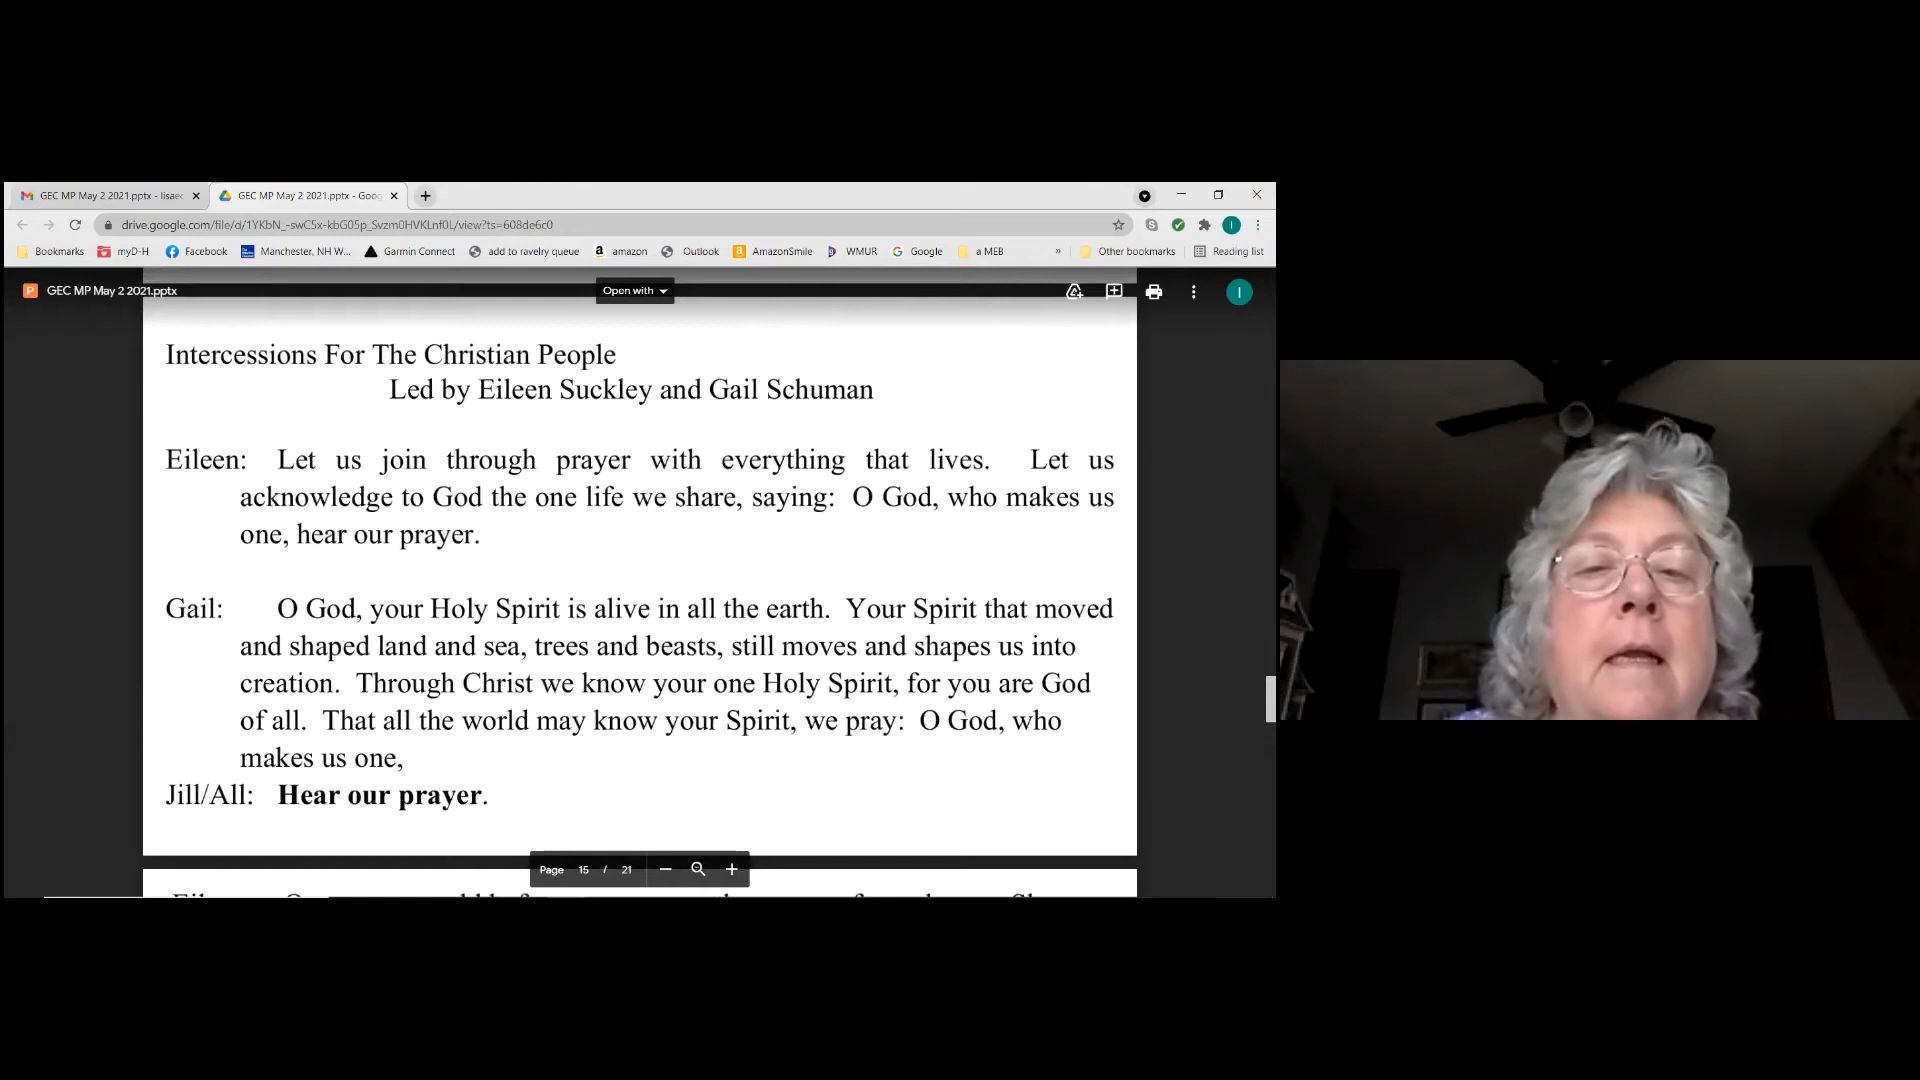 GEC MP May 2 2021.pptx - lisaec
GEC MP May 2 2021.pptx - Goog
drive.google.com/file/d/1YKbN_-swC5x-kbG05p_Svzm0HVKLnf0L/view?ts=608de6c0
Bookmarks myD-H Facebook Manchester, NH W... Garmin Connect add to ravelry queue amazon Outlook AmazonSmile WMUR Google a MEB » Other bookmarks Reading list
GEC MP May 2 2021.pptx
Open with
Intercessions For The Christian People
Led by Eileen Suckley and Gail Schuman
Eileen: Let us join through prayer with everything that lives. Let us
acknowledge to God the one life we share, saying: O God, who makes us
one, hear our prayer.
Gail: O God, your Holy Spirit is alive in all the earth. Your Spirit that moved
and shaped land and sea, trees and beasts, still moves and shapes us into
creation. Through Christ we know your one Holy Spirit, for you are God
of all. That all the world may know your Spirit, we pray: O God, who
makes us one,
Jill/All: Hear our prayer.
Page 15 / 21